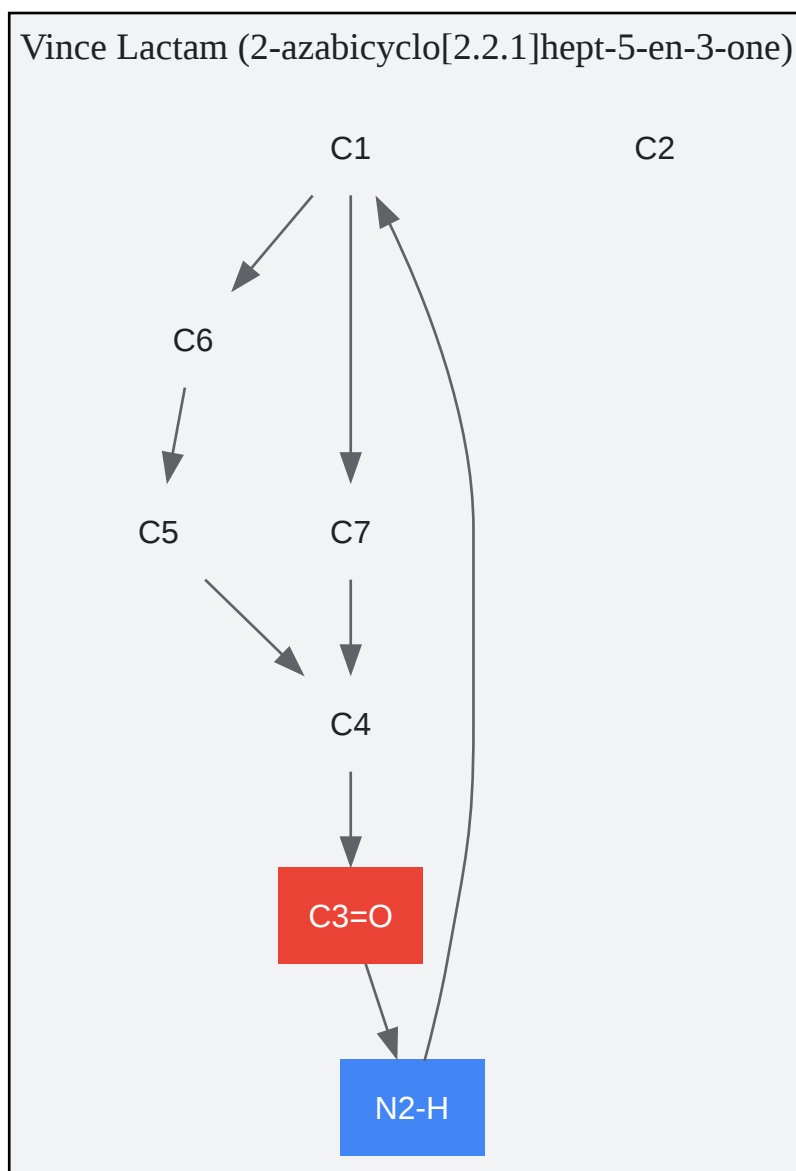 Vince Lactam (2-azabicyclo[2.2.1]hept-5-en-3-one)
C1 C2
C6
C5 C7
C4
C3=O
N2-H